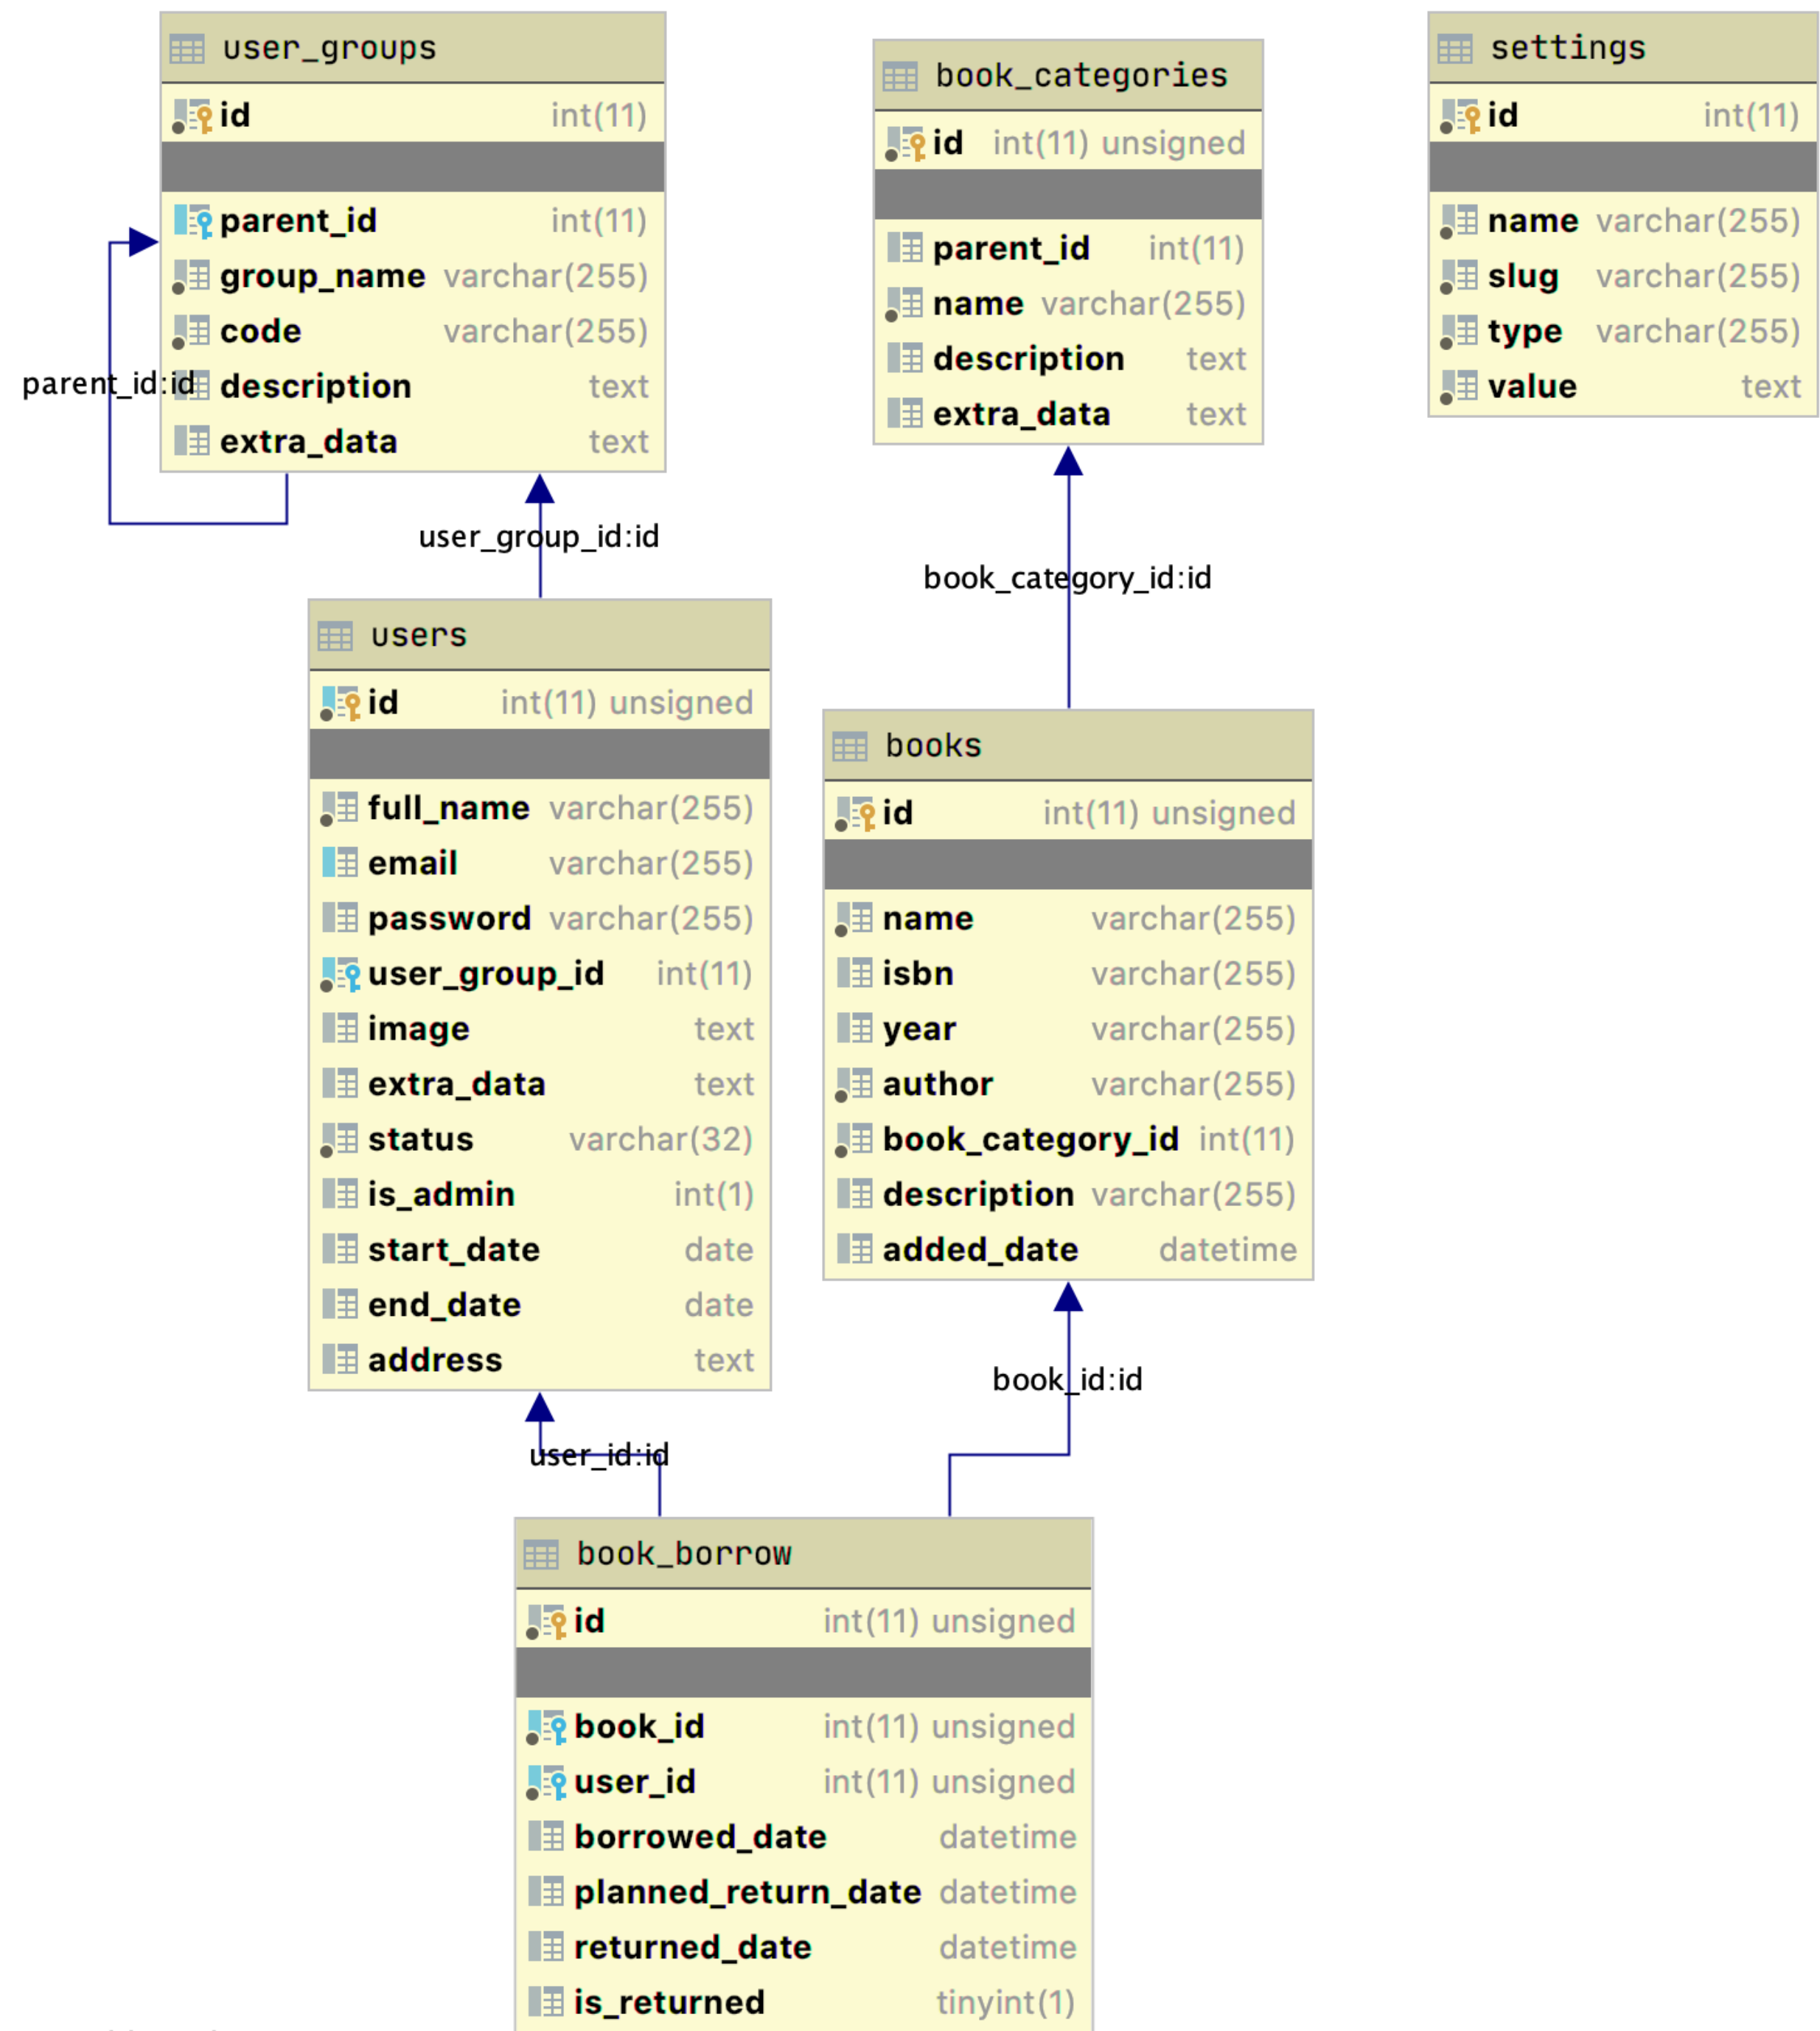 user_groups
id int(11)
parent_id int(11)
group_name varchar(255)
code varchar(255)
description text
extra_data text
parent_id:id
user_group_id:id
book_categories
id int(11) unsigned
parent_id int(11)
name varchar(255)
description text
extra_data text
book_category_id:id
settings
id int(11)
name varchar(255)
slug varchar(255)
type varchar(255)
value text
users
id int(11) unsigned
full_name varchar(255)
email varchar(255)
password varchar(255)
user_group_id int(11)
image text
extra_data text
status varchar(32)
is_admin int(1)
start_date date
end_date date
address text
user_id:id
books
id int(11) unsigned
name varchar(255)
isbn varchar(255)
year varchar(255)
author varchar(255)
book_category_id int(11)
description varchar(255)
added_date datetime
book_id:id
book_borrow
id int(11) unsigned
book_id int(11) unsigned
user_id int(11) unsigned
borrowed_date datetime
planned_return_date datetime
returned_date datetime
is_returned tinyint(1)